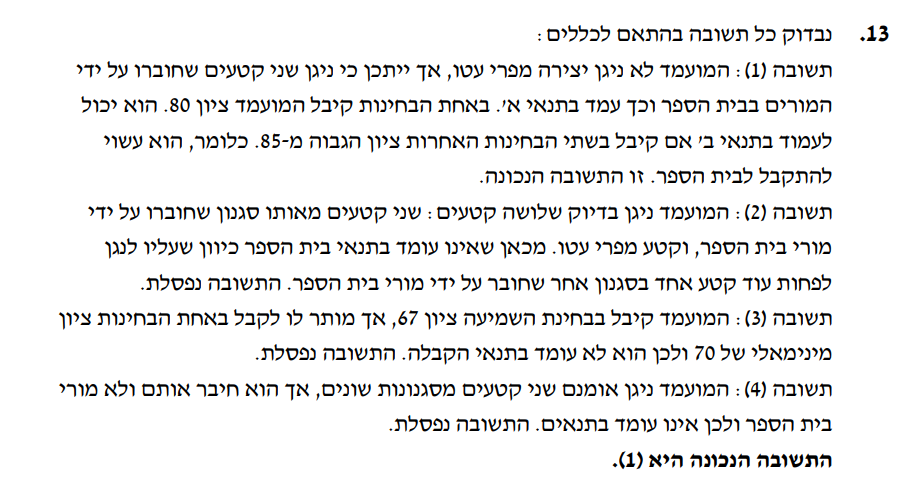 13. נבדוק כל תשובה בהתאם לכללים:
תשובה (1): המועמד לא ניגן יצירה מפרי עטו, אך ייתכן כי ניגן שני קטעים שחוברו על ידי
המורים בבית הספר וכך עמד בתנאי א'. באחת הבחינות קיבל המועמד ציון 80. הוא יכול
לעמוד בתנאי ב' אם קיבל בשתי הבחינות האחרות ציון הגבוה מ-85. כלומר, הוא עשוי
להתקבל לבית הספר. זו התשובה הנכונה.
תשובה (2): המועמד ניגן בדיוק שלושה קטעים: שני קטעים מאותו סגנון שחוברו על ידי
מורי בית הספר, וקטע מפרי עטו. מכאן שאינו עומד בתנאי בית הספר כיוון שעליו לנגן
לפחות עוד קטע אחד בסגנון אחר שחובר על ידי מורי בית הספר. התשובה נפסלת.
תשובה (3): המועמד קיבל בבחינת השמיעה ציון 67, אך מותר לו לקבל באחת הבחינות ציון
מינימאלי של 70 ולכן הוא לא עומד בתנאי הקבלה. התשובה נפסלת.
תשובה (4): המועמד ניגן אומנם שני קטעים מסגנונות שונים, אך הוא חיבר אותם ולא מורי
בית הספר ולכן אינו עומד בתנאים. התשובה נפסלת.
התשובה הנכונה היא (1).